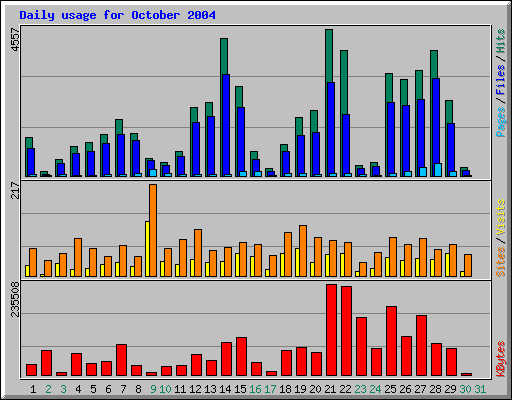 Daily usage for October 2004
4557
217
235508
Pages / Files / Hits
Sites / Visits
KBytes
1 2 3 4 5 6 7 8 9 10 11 12 13 14 15 16 17 18 19 20 21 22 23 24 25 26 27 28 29 30 31